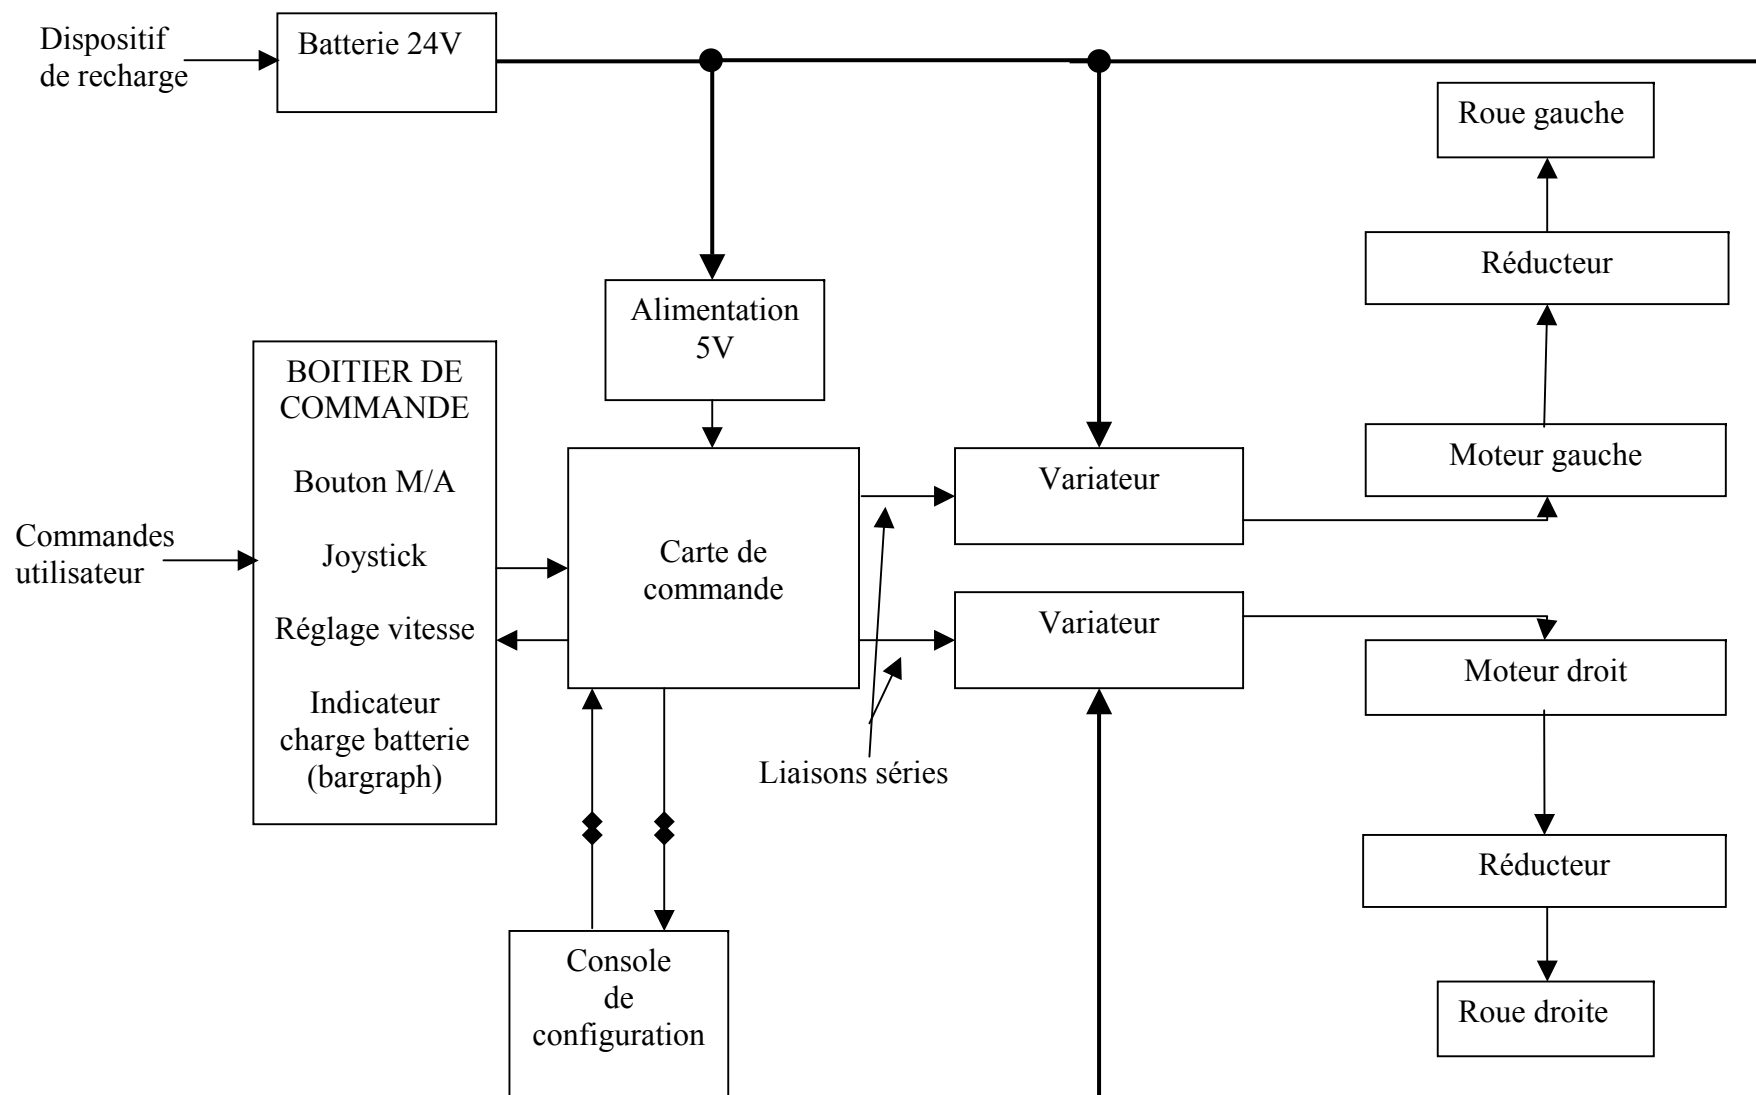 Dispositif
de recharge
Batterie 24V
Roue gauche
Réducteur
Alimentation
5V
BOITIER DE
COMMANDE
Bouton M/A
Joystick
Réglage vitesse
Indicateur
charge batterie
(bargraph)
Commandes
utilisateur
Carte de
commande
Variateur
Moteur gauche
Variateur
Moteur droit
Liaisons séries
Réducteur
Console
de
configuration
Roue droite